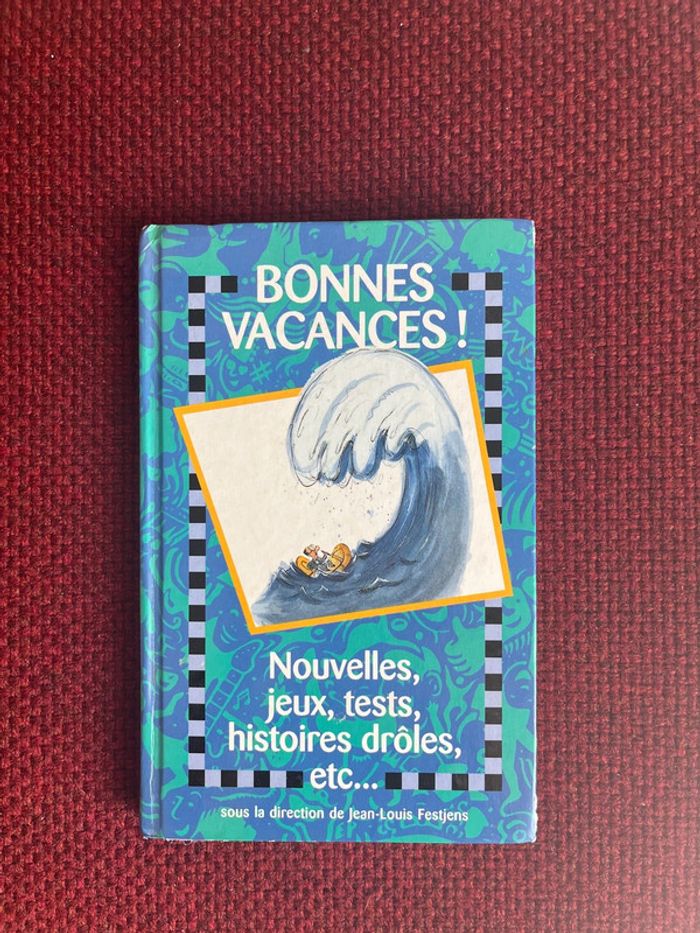 BONNES
VACANCES !
Nouvelles,
jeux, tests,
histoires drôles,
etc...
sous la direction de Jean-Louis Festjens